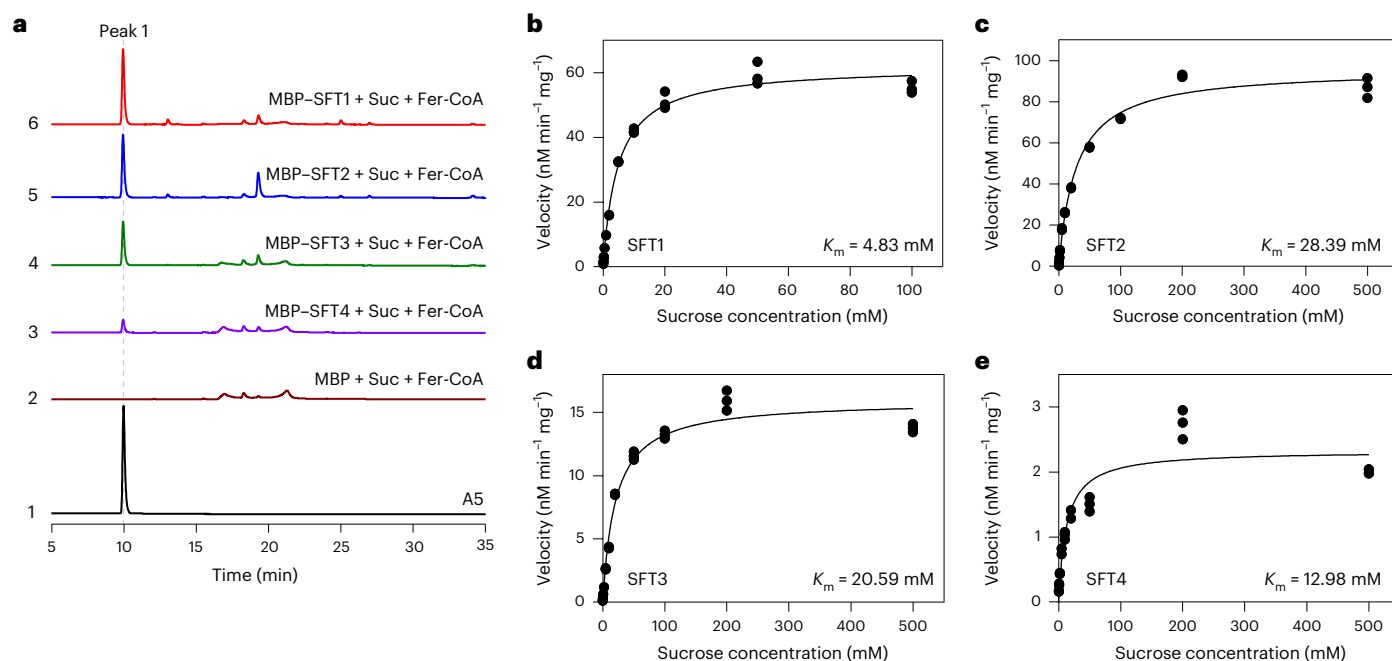 a
Peak 1
MBP–SFT1 + Suc + Fer-CoA
6
MBP–SFT2 + Suc + Fer-CoA
5
MBP–SFT3 + Suc + Fer-CoA
4
MBP–SFT4 + Suc + Fer-CoA
3
MBP + Suc + Fer-CoA
2
A5
1
5 10 15 20 25 30 35
Time (min)
b
Velocity (nM min⁻¹ mg⁻¹)
60
40
20
0
SFT1
Kₘ = 4.83 mM
0 20 40 60 80 100
Sucrose concentration (mM)
c
Velocity (nM min⁻¹ mg⁻¹)
100
80
60
40
20
0
SFT2
Kₘ = 28.39 mM
0 100 200 300 400 500
Sucrose concentration (mM)
d
Velocity (nM min⁻¹ mg⁻¹)
15
10
5
0
SFT3
Kₘ = 20.59 mM
0 100 200 300 400 500
Sucrose concentration (mM)
e
Velocity (nM min⁻¹ mg⁻¹)
3
2
1
0
SFT4
Kₘ = 12.98 mM
0 100 200 300 400 500
Sucrose concentration (mM)